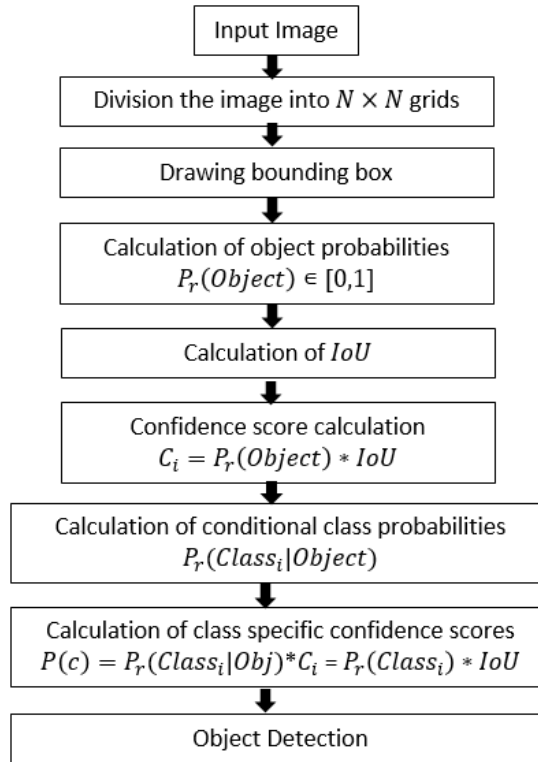 Input Image
Division the image into N × N grids
Drawing bounding box
Calculation of object probabilities
P_r(Object) ∈ [0,1]
Calculation of IoU
Confidence score calculation
C_i = P_r(Object) * IoU
Calculation of conditional class probabilities
P_r(Class_i|Object)
Calculation of class specific confidence scores
P(c) = P_r(Class_i|Obj)*C_i = P_r(Class_i) * IoU
Object Detection